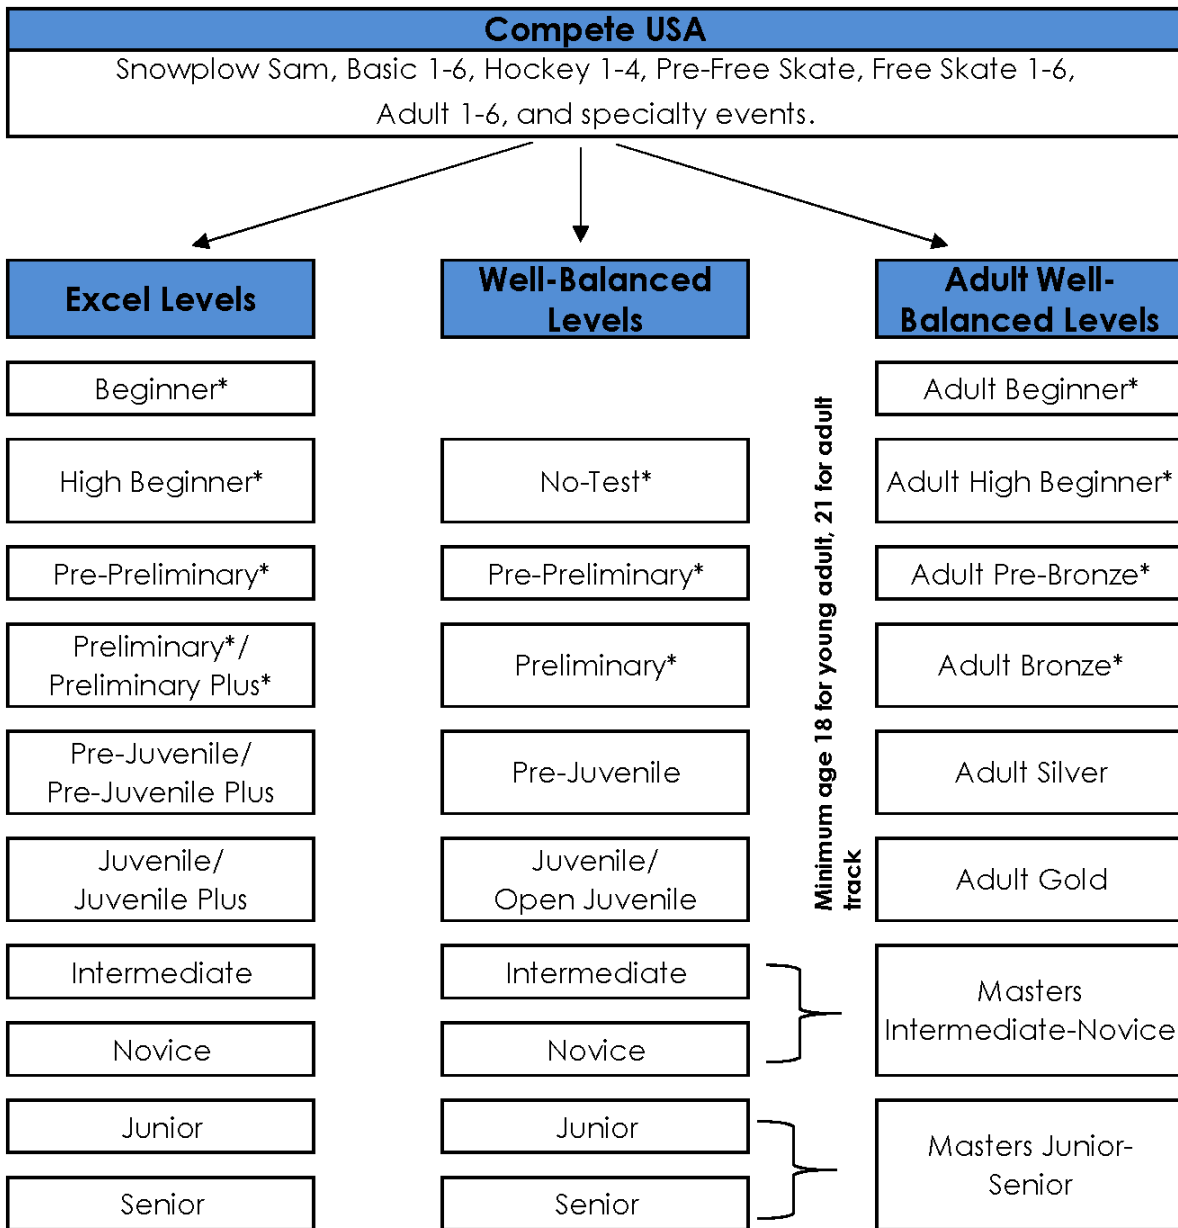 Compete USA
Snowplow Sam, Basic 1-6, Hockey 1-4, Pre-Free Skate, Free Skate 1-6,
Adult 1-6, and specialty events.
Excel Levels
Beginner*
High Beginner*
Pre-Preliminary*
Preliminary*/
Preliminary Plus*
Pre-Juvenile/
Pre-Juvenile Plus
Juvenile/
Juvenile Plus
Intermediate
Novice
Junior
Senior
Well-Balanced
Levels
No-Test*
Pre-Preliminary*
Preliminary*
Pre-Juvenile
Juvenile/
Open Juvenile
Intermediate
Novice
Junior
Senior
Minimum age 18 for young adult, 21 for adult
track
Adult Well-
Balanced Levels
Adult Beginner*
Adult High Beginner*
Adult Pre-Bronze*
Adult Bronze*
Adult Silver
Adult Gold
Masters
Intermediate-Novice
Masters Junior-
Senior